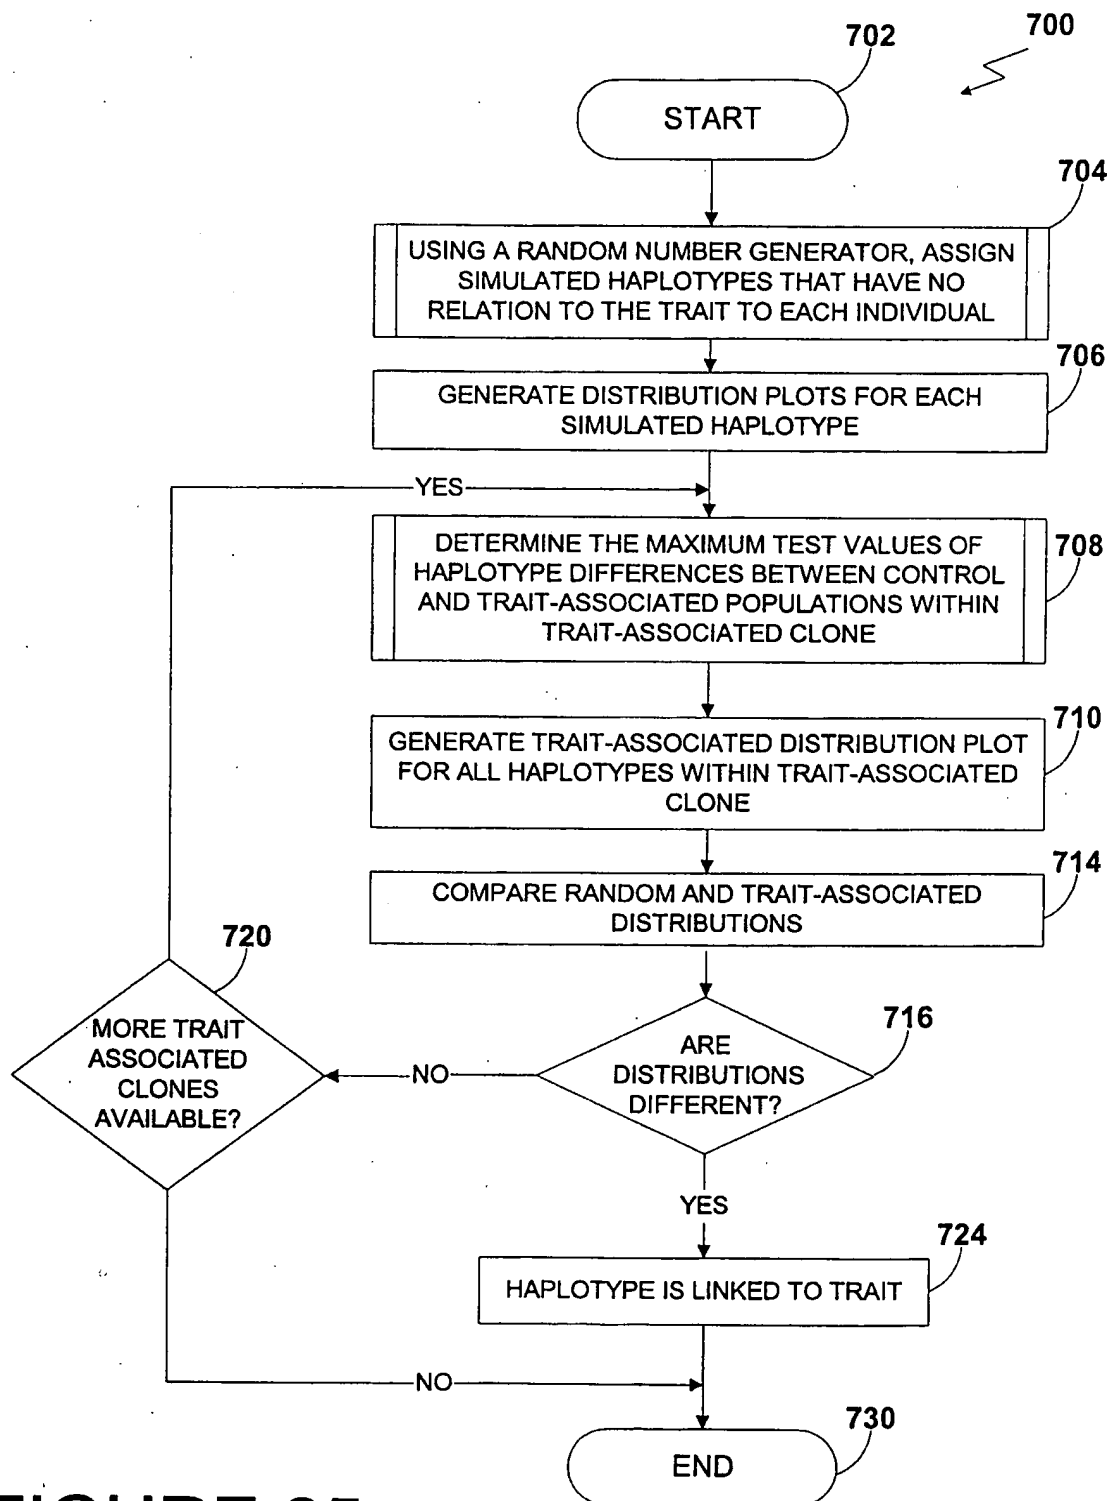 700
702
START
704
USING A RANDOM NUMBER GENERATOR, ASSIGN
SIMULATED HAPLOTYPES THAT HAVE NO
RELATION TO THE TRAIT TO EACH INDIVIDUAL
706
GENERATE DISTRIBUTION PLOTS FOR EACH
SIMULATED HAPLOTYPE
YES
708
DETERMINE THE MAXIMUM TEST VALUES OF
HAPLOTYPE DIFFERENCES BETWEEN CONTROL
AND TRAIT-ASSOCIATED POPULATIONS WITHIN
TRAIT-ASSOCIATED CLONE
710
GENERATE TRAIT-ASSOCIATED DISTRIBUTION PLOT
FOR ALL HAPLOTYPES WITHIN TRAIT-ASSOCIATED
CLONE
714
COMPARE RANDOM AND TRAIT-ASSOCIATED
DISTRIBUTIONS
716
ARE
DISTRIBUTIONS
DIFFERENT?
NO
720
MORE TRAIT
ASSOCIATED
CLONES
AVAILABLE?
YES
724
HAPLOTYPE IS LINKED TO TRAIT
NO
730
END